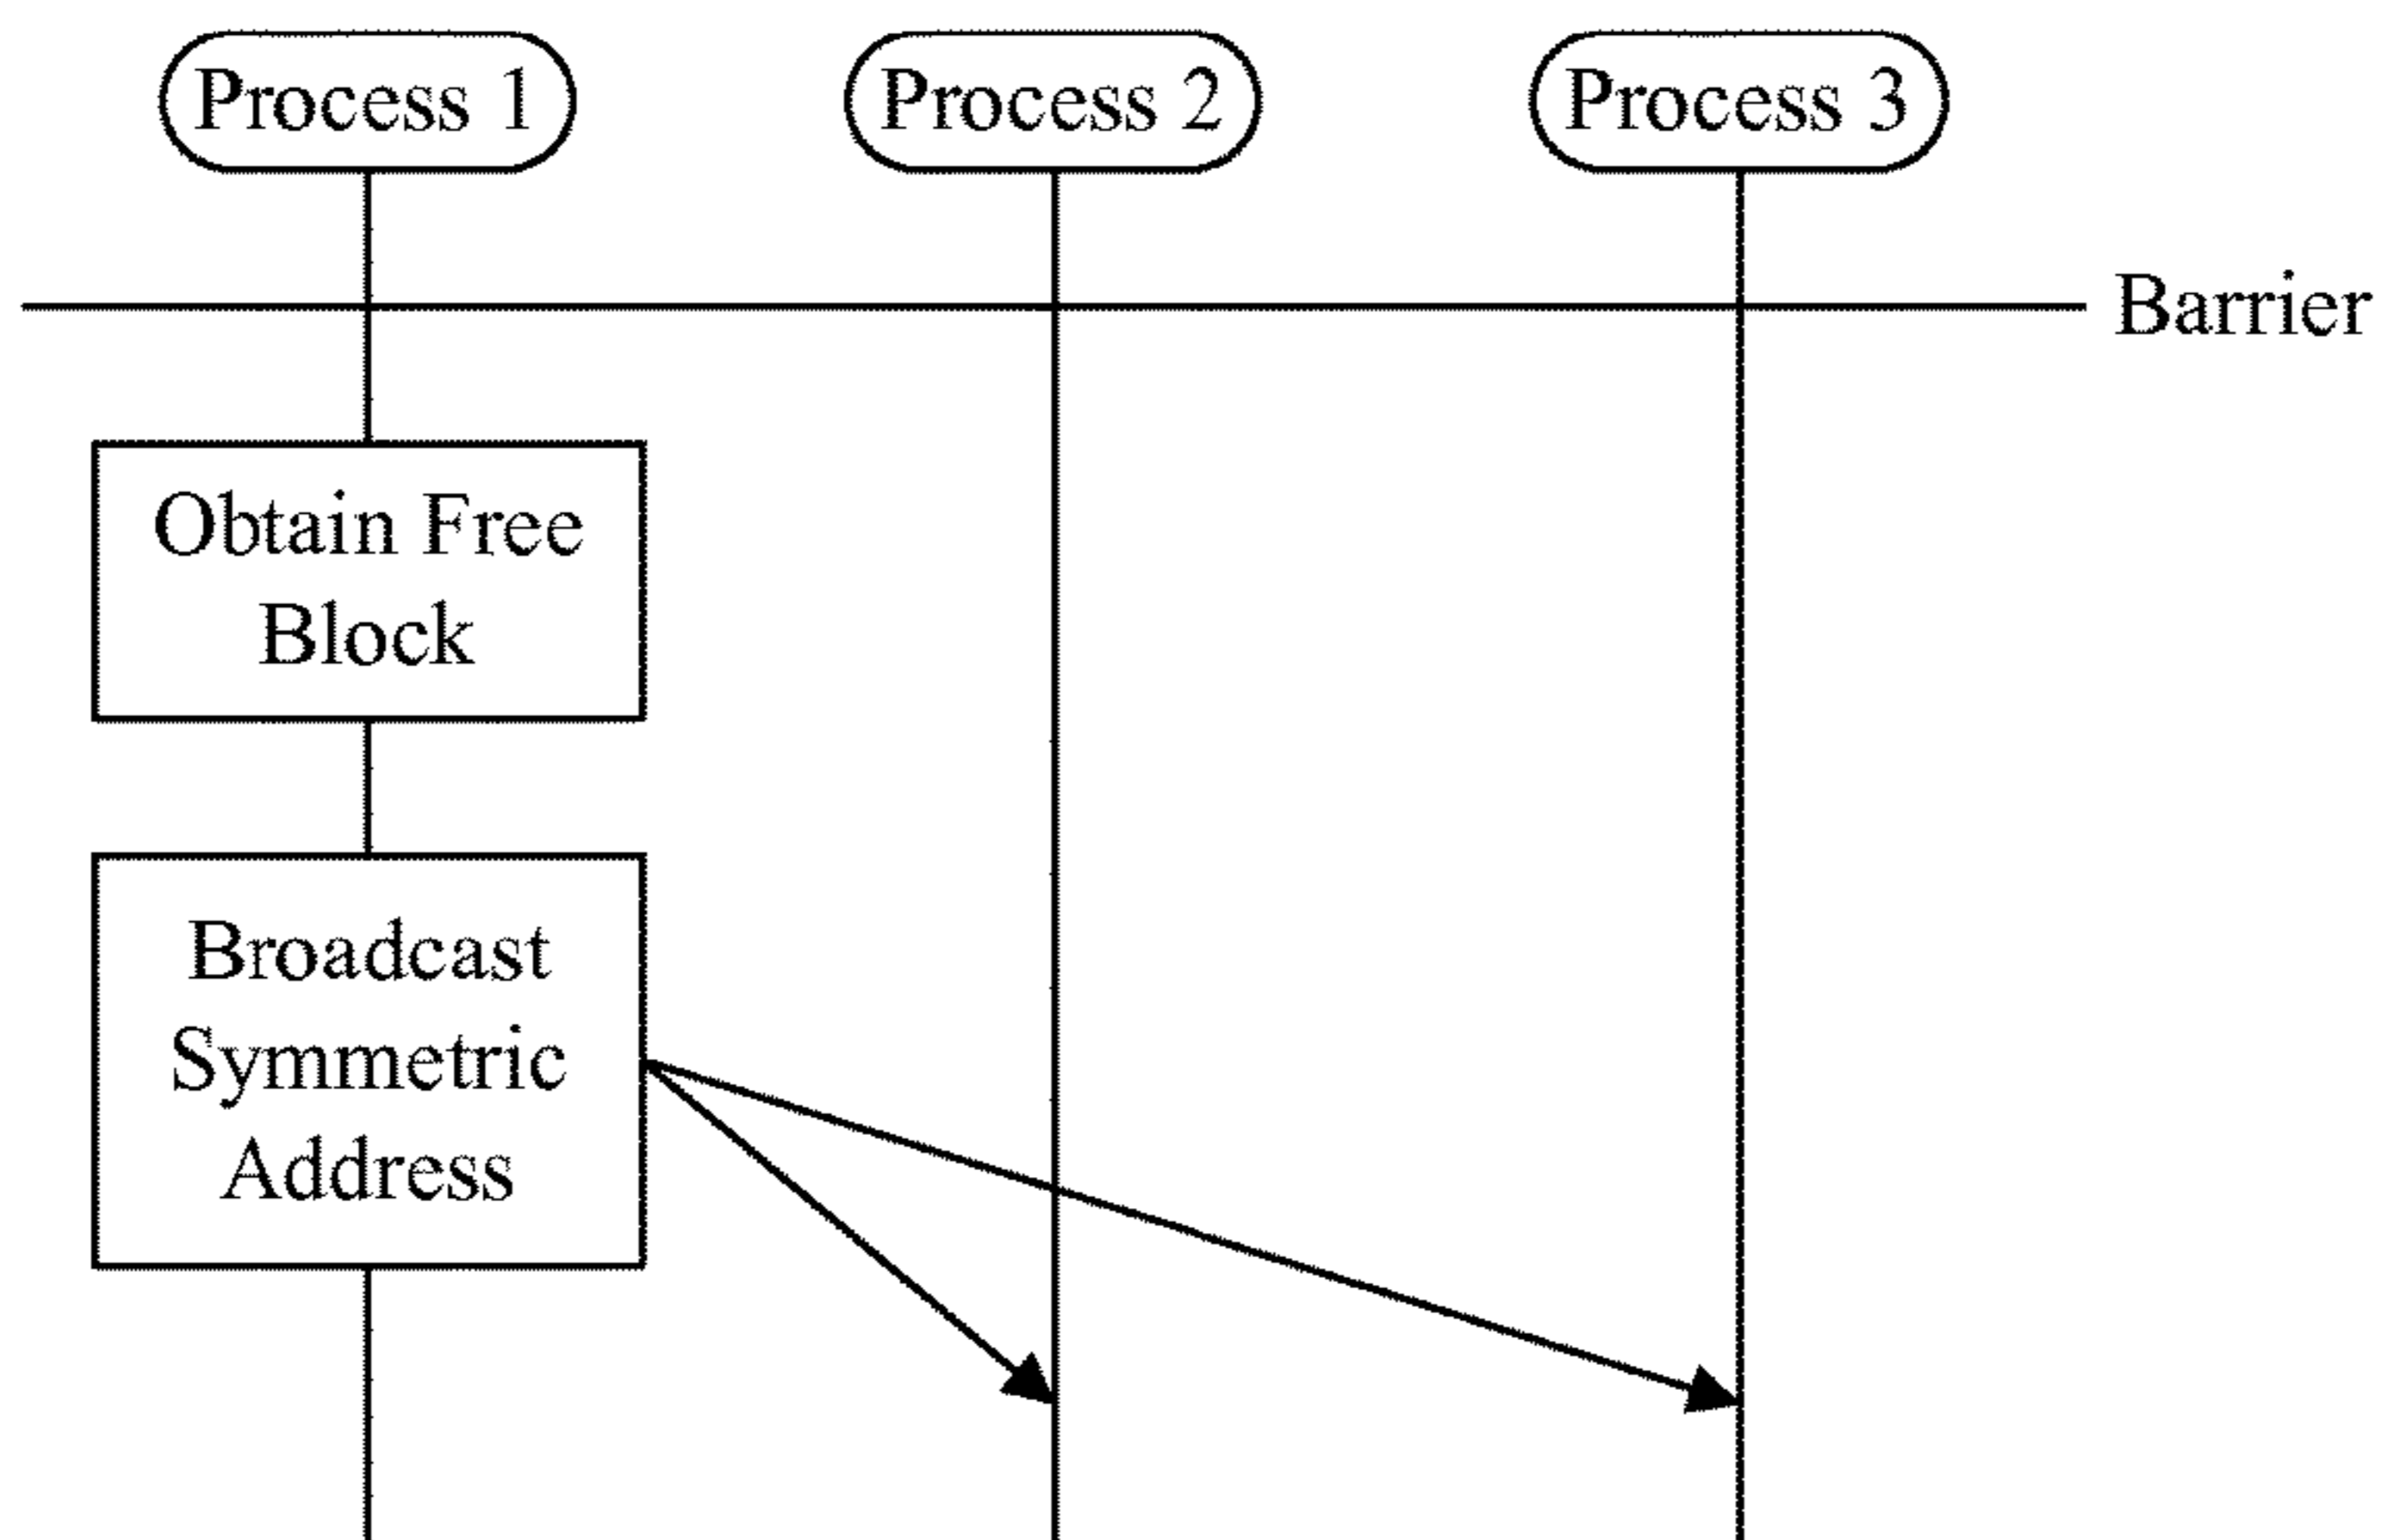 Process 1
Process 2
Process 3
Barrier
Obtain Free
Block
Broadcast
Symmetric
Address